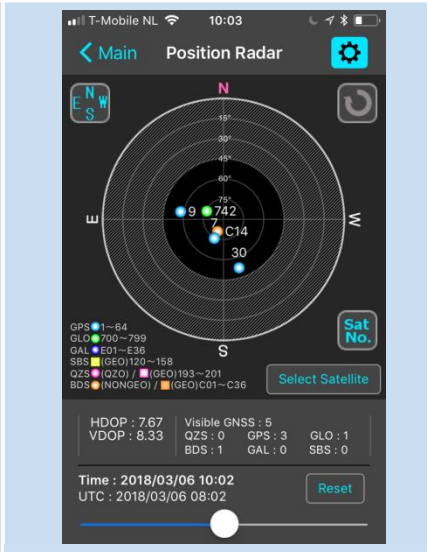 T-Mobile NL 10:03
Main Position Radar
E N W S
N
15°
30°
45°
60°
75°
9 742
7
C14
30
E W
S
GPS 1~64
GLO 700~799
GAL E01~E36
SBS (GEO)120~158
QZS (QZO) / (GEO)193~201
BDS (NONGEO) / (GEO)C01~C36
Sat No.
Select Satellite
HDOP : 7.67
VDOP : 8.33
Visible GNSS : 5
QZS : 0 GPS : 3 GLO : 1
BDS : 1 GAL : 0 SBS : 0
Time : 2018/03/06 10:02
UTC : 2018/03/06 08:02
Reset